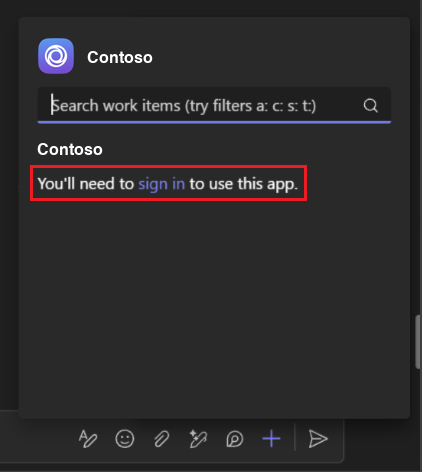 Contoso
Search work items (try filters a: c: s: t:)
Contoso
You'll need to sign in to use this app.